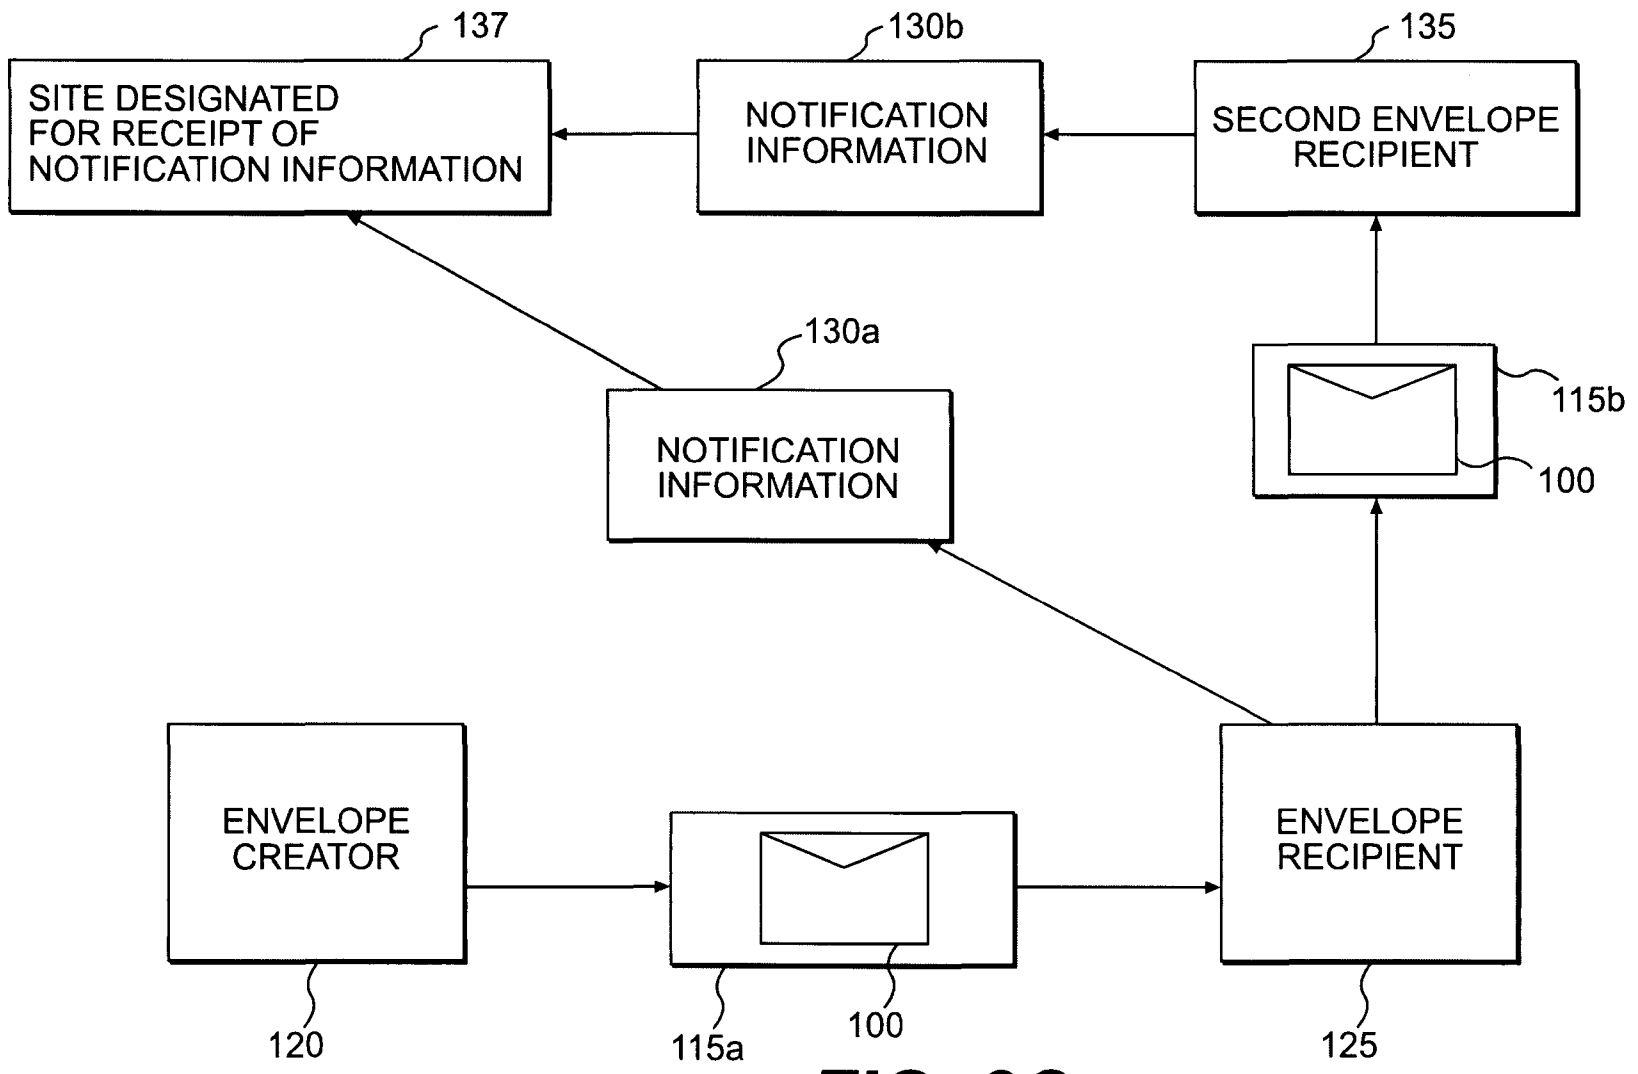 137
130b
135
SITE DESIGNATED
FOR RECEIPT OF
NOTIFICATION INFORMATION
NOTIFICATION
INFORMATION
SECOND ENVELOPE
RECIPIENT
130a
115b
NOTIFICATION
INFORMATION
100
ENVELOPE
CREATOR
ENVELOPE
RECIPIENT
120
115a
100
125